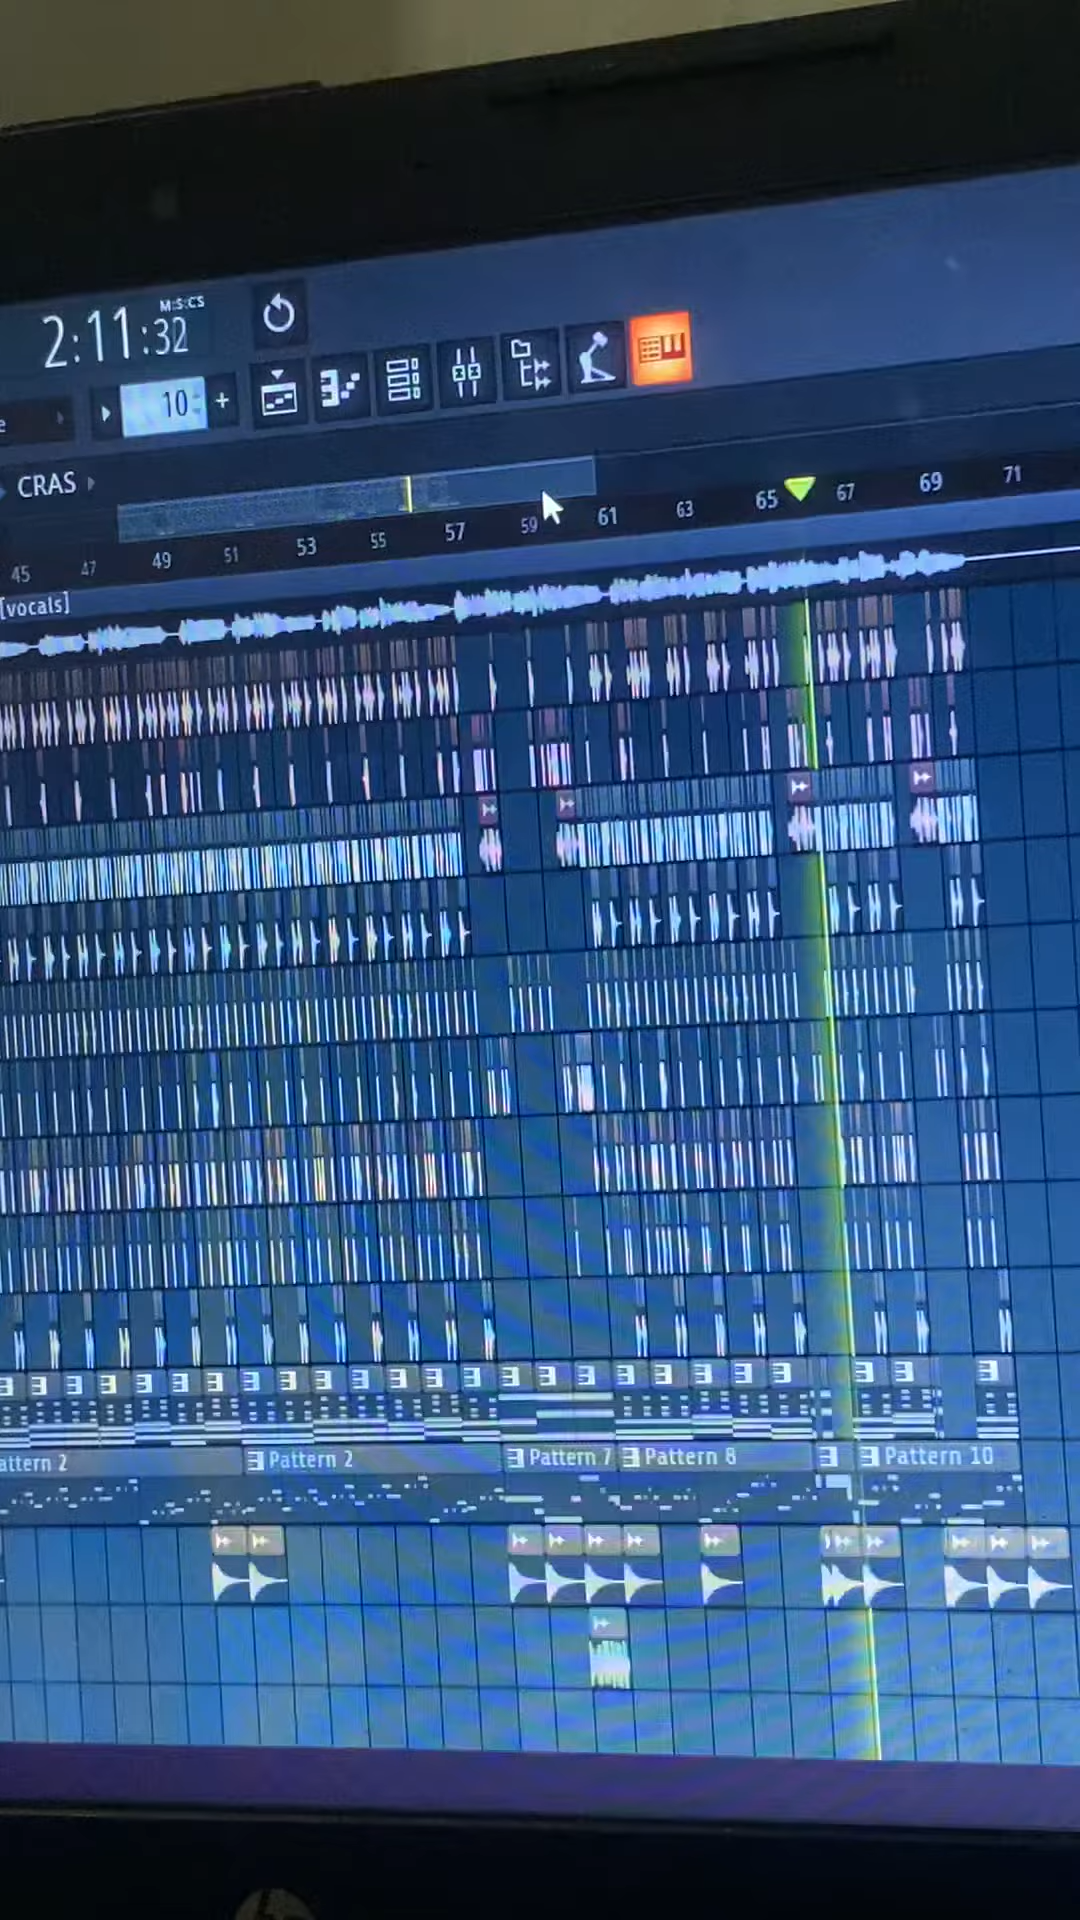 M:S:CS
2:11:32
e
10
+
CRAS
45 47 49 51 53 55 57 59 61 63 65 67 69 71
[vocals]
attern 2
Pattern 2
Pattern 7
Pattern 8
Pattern 10